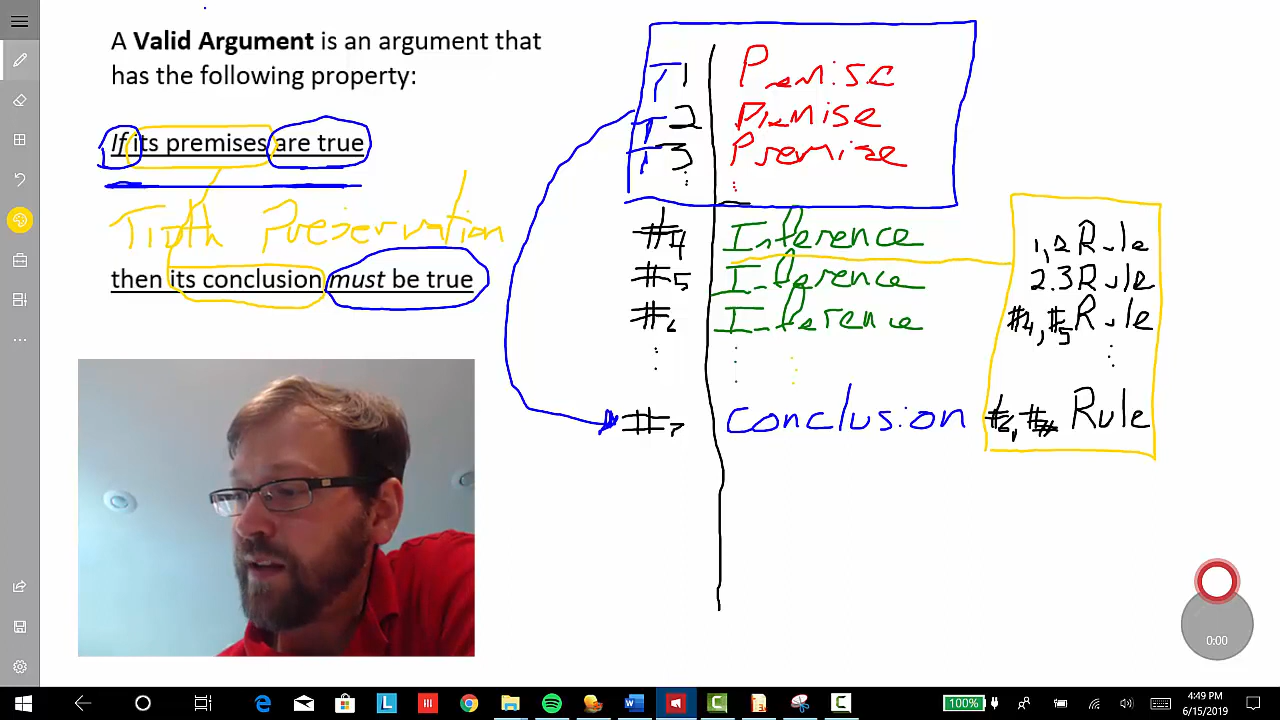 A Valid Argument is an argument that
has the following property:
If its premises are true
Truth Preservation
then its conclusion must be true
T 1 Premise
T 2 Premise
T 3 Premise
#4 Inference 1,2 Rule
#5 Inference 2.3 Rule
#6 Inference #4, #5 Rule
#7 conclusion Rule
0:00
100%
4:49 PM
6/15/2019